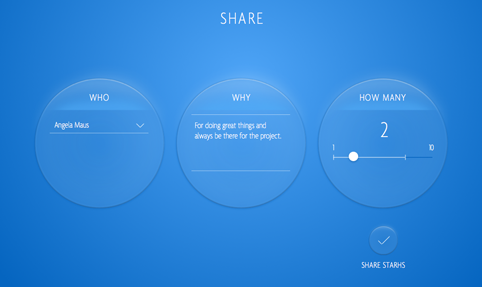 SHARE
WHO
Angela Maus
WHY
For doing great things and
always be there for the project.
HOW MANY
2
1
10
SHARE STARHS